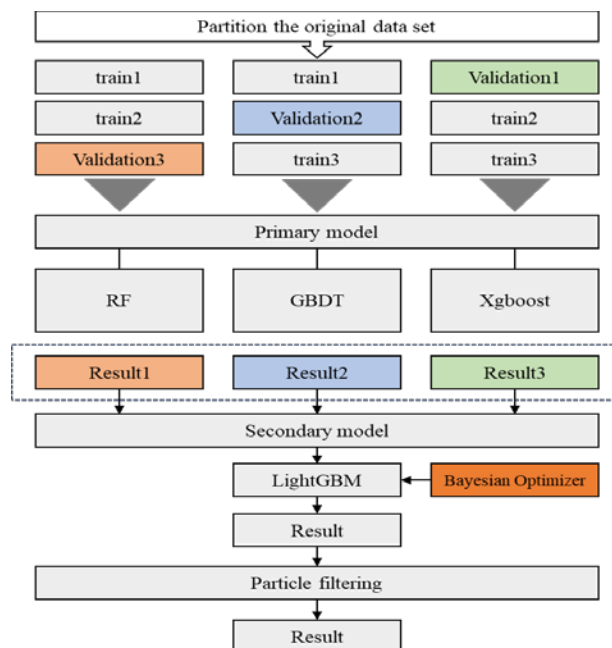 Partition the original data set
train1 train1 Validation1
train2 Validation2 train2
Validation3 train3 train3
Primary model
RF GBDT Xgboost
Result1 Result2 Result3
Secondary model
LightGBM Bayesian Optimizer
Result
Particle filtering
Result